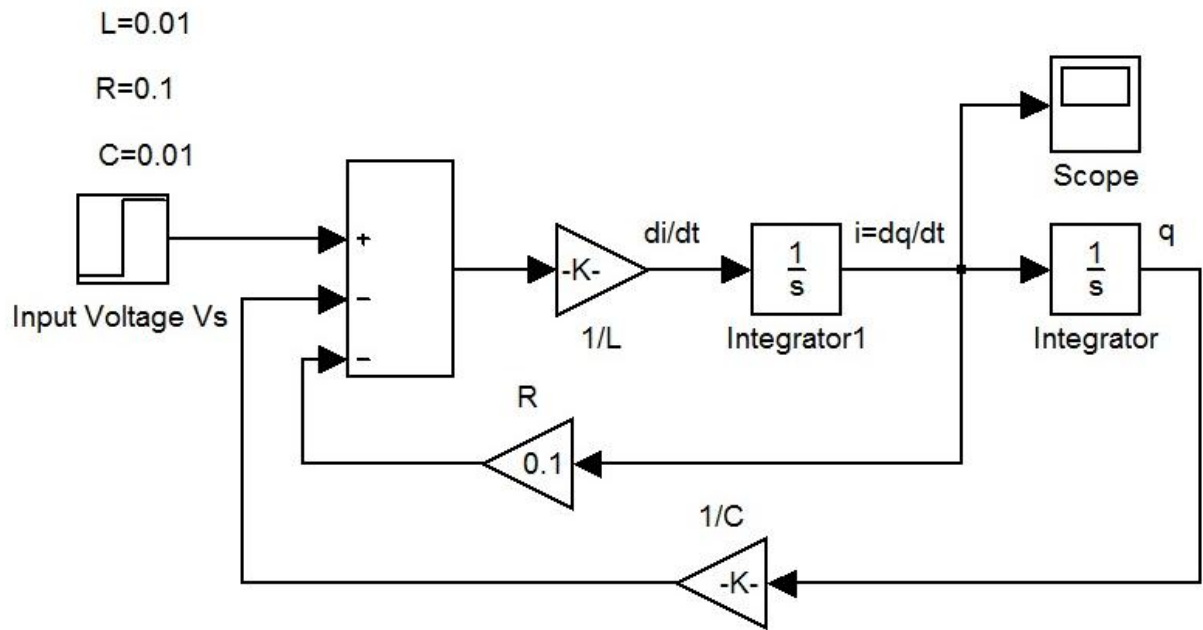 L=0.01
R=0.1
C=0.01
Scope
+
−
−
-K-
di/dt
1
s
i=dq/dt
1
s
q
Input Voltage Vs
1/L
Integrator1
Integrator
R
0.1
1/C
-K-